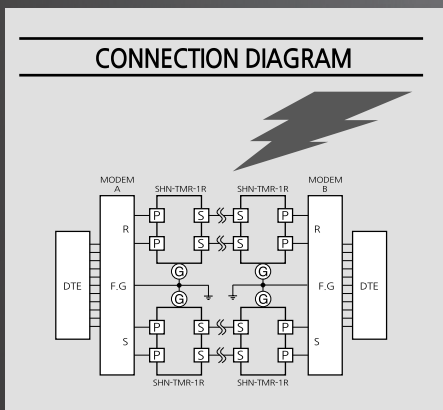 CONNECTION DIAGRAM
MODEM A
SHN-TMR-1R
SHN-TMR-1R
MODEM B
P S S P
R R
P S S P
G G
DTE F.G F.G DTE
G G
P S S P
S S
P S S P
SHN-TMR-1R
SHN-TMR-1R